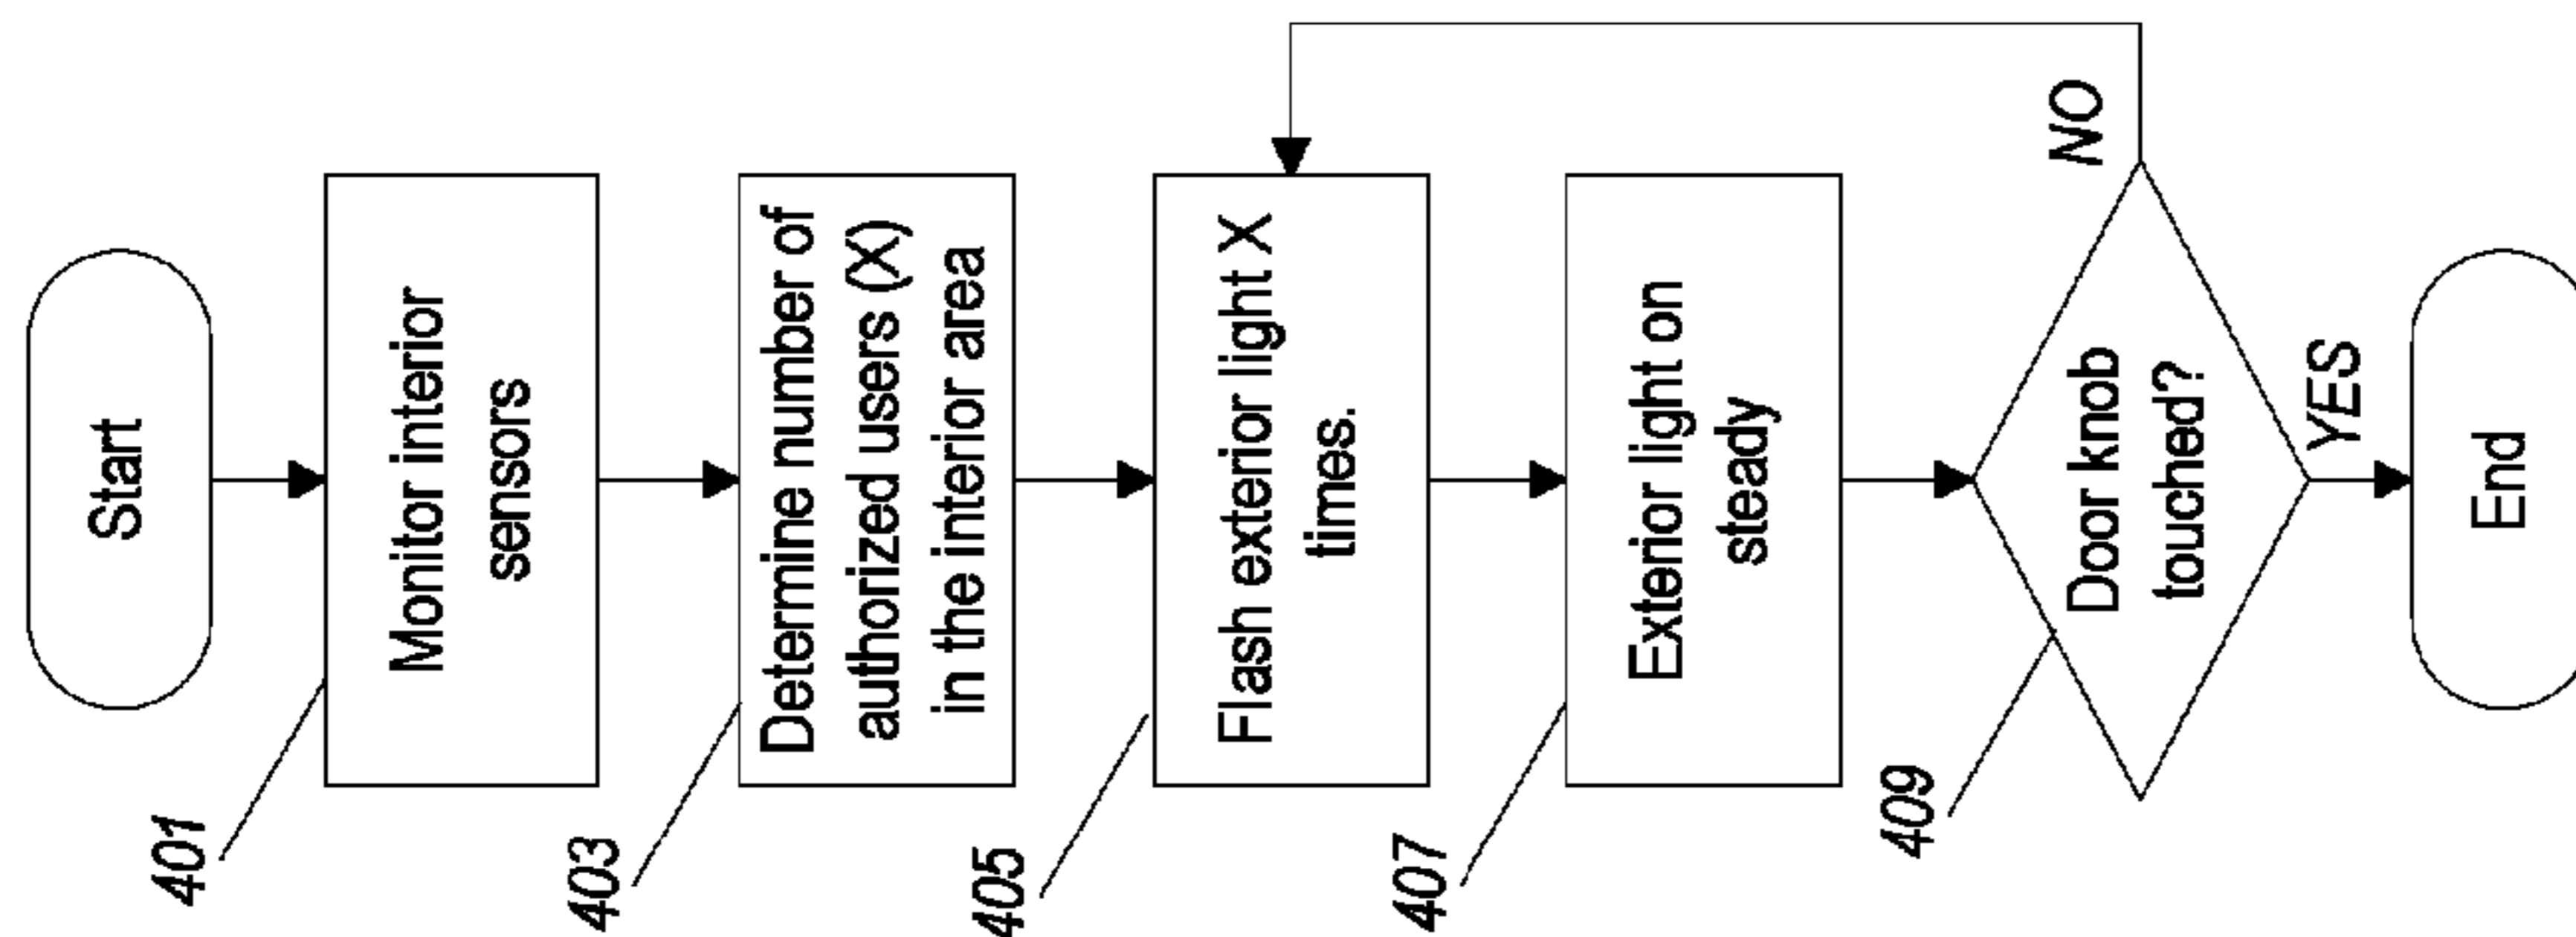 Start
401
Monitor interior
sensors
403
Determine number of
authorized users (X)
in the interior area
405
Flash exterior light X
times.
407
Exterior light on
steady
409
Door knob
touched?
NO
YES
End